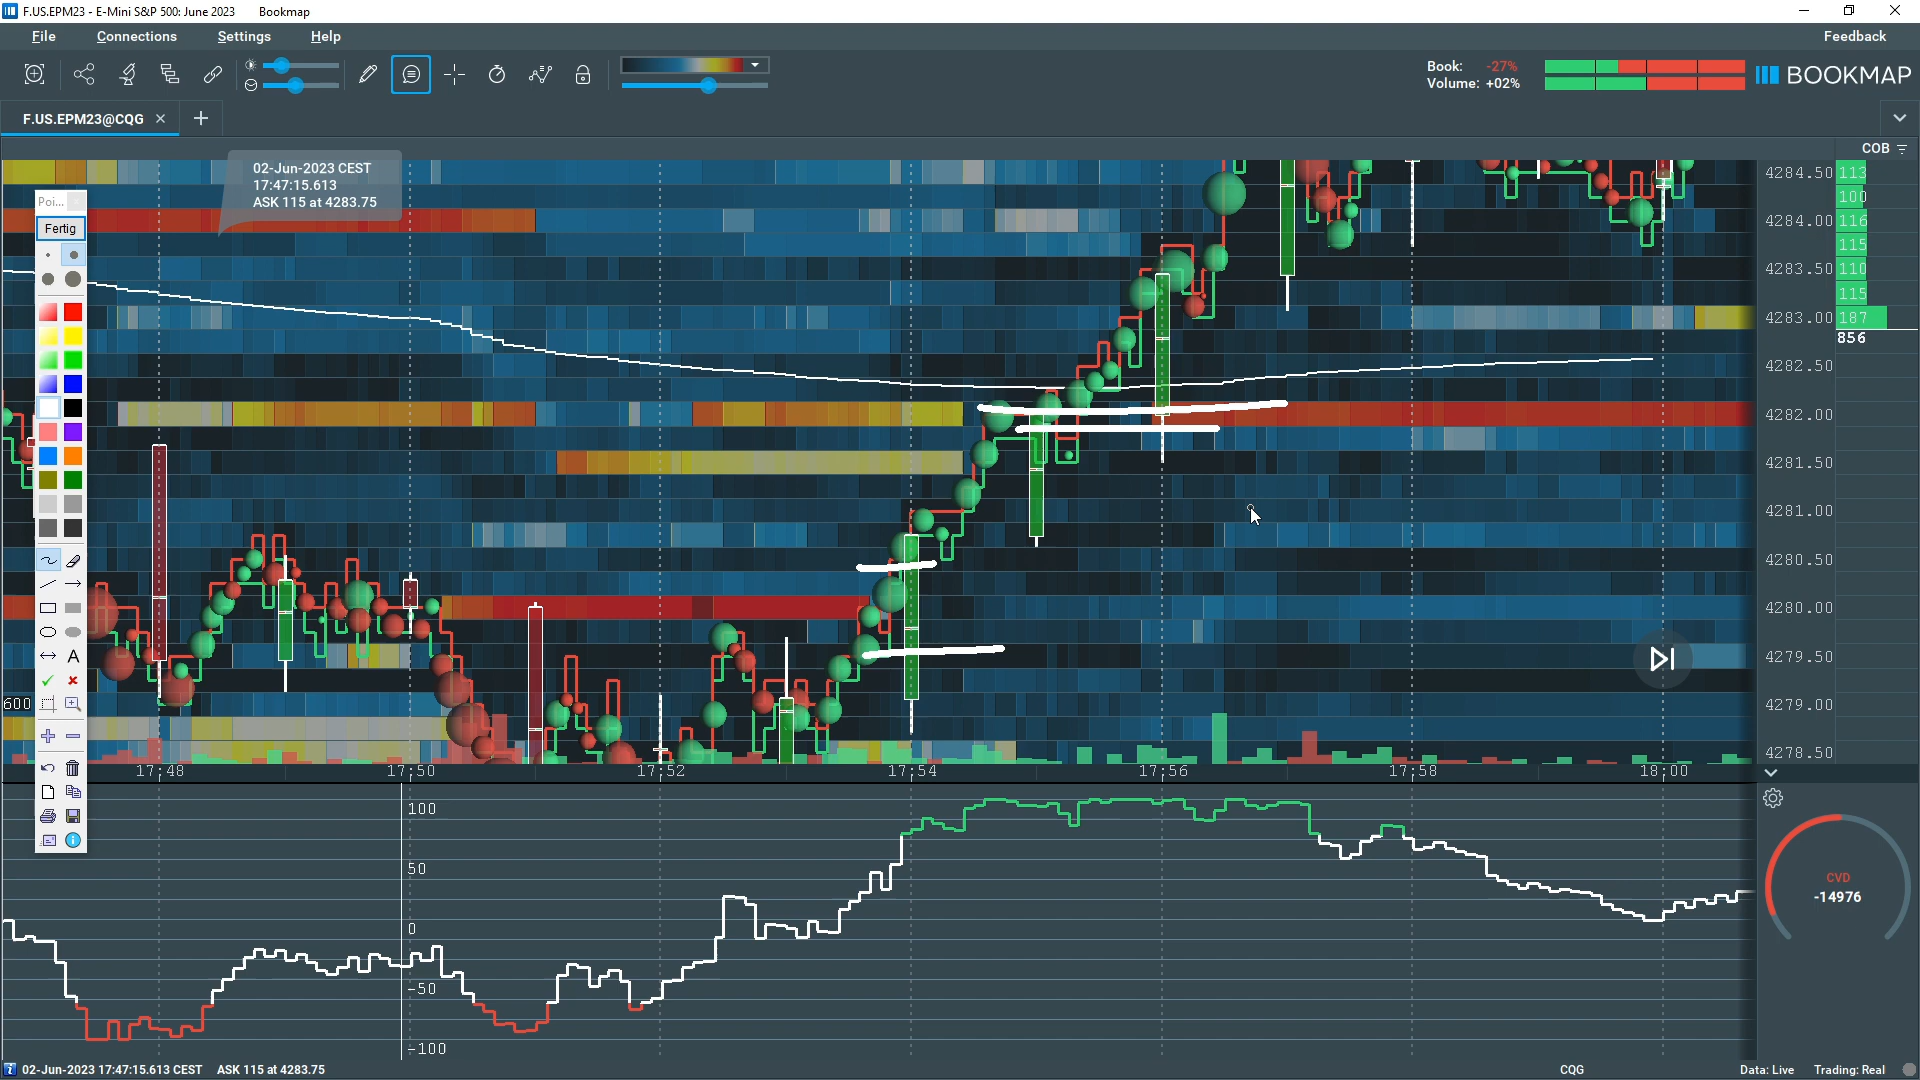 F.US.EPM23 - E-Mini S&P 500: June 2023 Bookmap
File Connections Settings Help Feedback
Book: -27%
Volume: +02%
BOOKMAP
F.US.EPM23@CQG
COB
02-Jun-2023 CEST
17:47:15.613
ASK 115 at 4283.75
Poi...
Fertig
A
4284.50 113
100
4284.00 116
115
4283.50 110
115
4283.00 187
856
4282.50
4282.00
4281.50
4281.00
4280.50
4280.00
4279.50
4279.00
4278.50
600
17:48 17:50 17:52 17:54 17:56 17:58 18:00
100
50
0
-50
-100
CVD
-14976
02-Jun-2023 17:47:15.613 CEST ASK 115 at 4283.75 CQG Data: Live Trading: Real